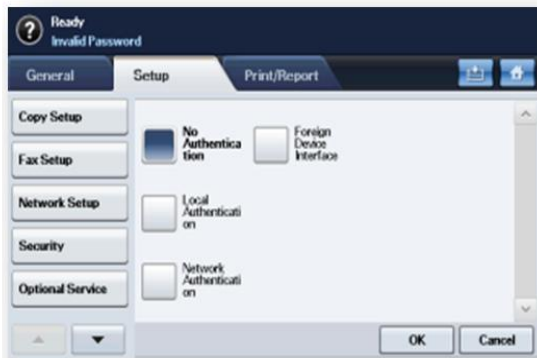 Ready
Invalid Password
General
Setup
Print/Report
Copy Setup
Fax Setup
Network Setup
Security
Optional Service
No
Authentica
tion
Foreign
Device
Interface
Local
Authenticati
on
Network
Authenticati
on
OK
Cancel